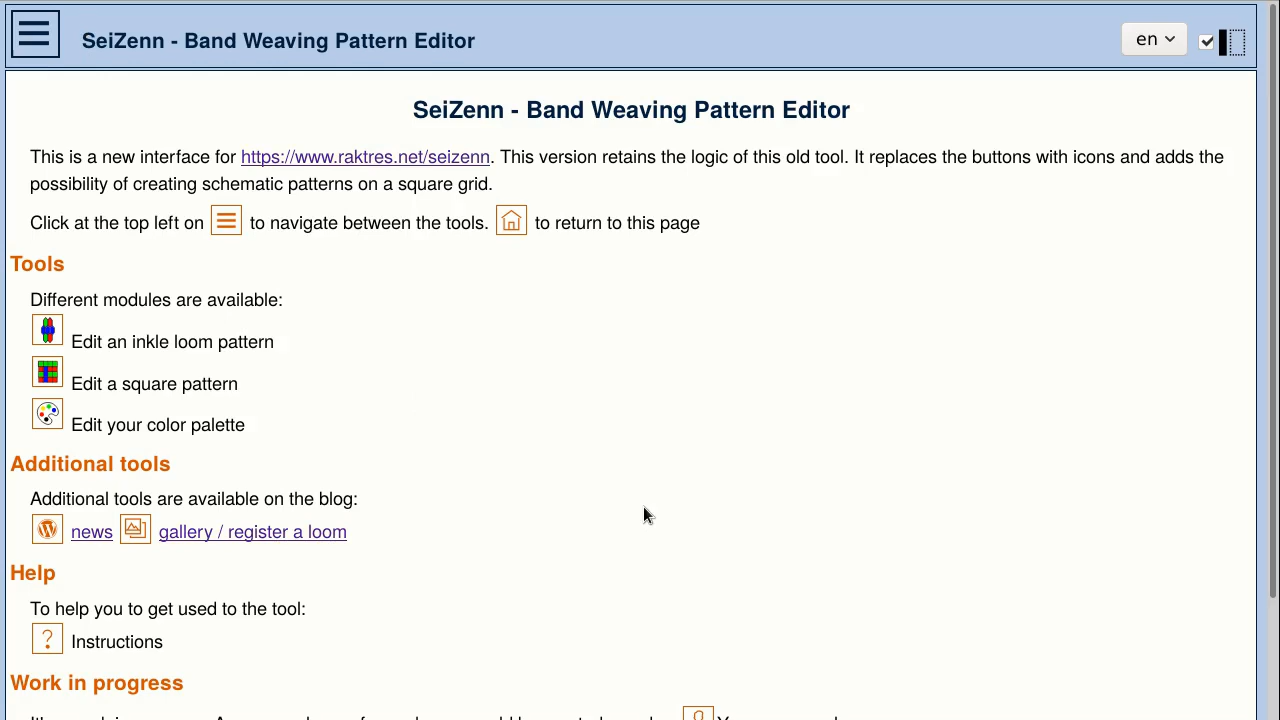 SeiZenn - Band Weaving Pattern Editor
en
SeiZenn - Band Weaving Pattern Editor
This is a new interface for https://www.raktres.net/seizenn. This version retains the logic of this old tool. It replaces the buttons with icons and adds the
possibility of creating schematic patterns on a square grid.
Click at the top left on to navigate between the tools. to return to this page
Tools
Different modules are available:
Edit an inkle loom pattern
Edit a square pattern
Edit your color palette
Additional tools
Additional tools are available on the blog:
news gallery / register a loom
Help
To help you to get used to the tool:
? Instructions
Work in progress